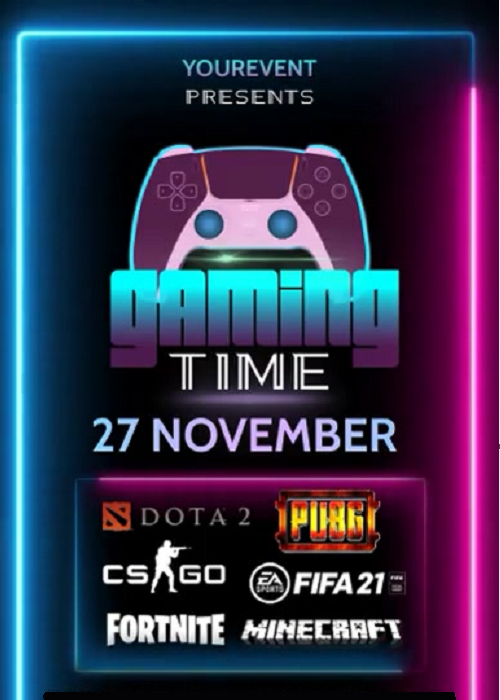 YOUREVENT
PRESENTS
gaming
TIME
27 NOVEMBER
DOTA 2 PUBG
CS GO EA SPORTS FIFA 21
FORTNITE MINECRAFT